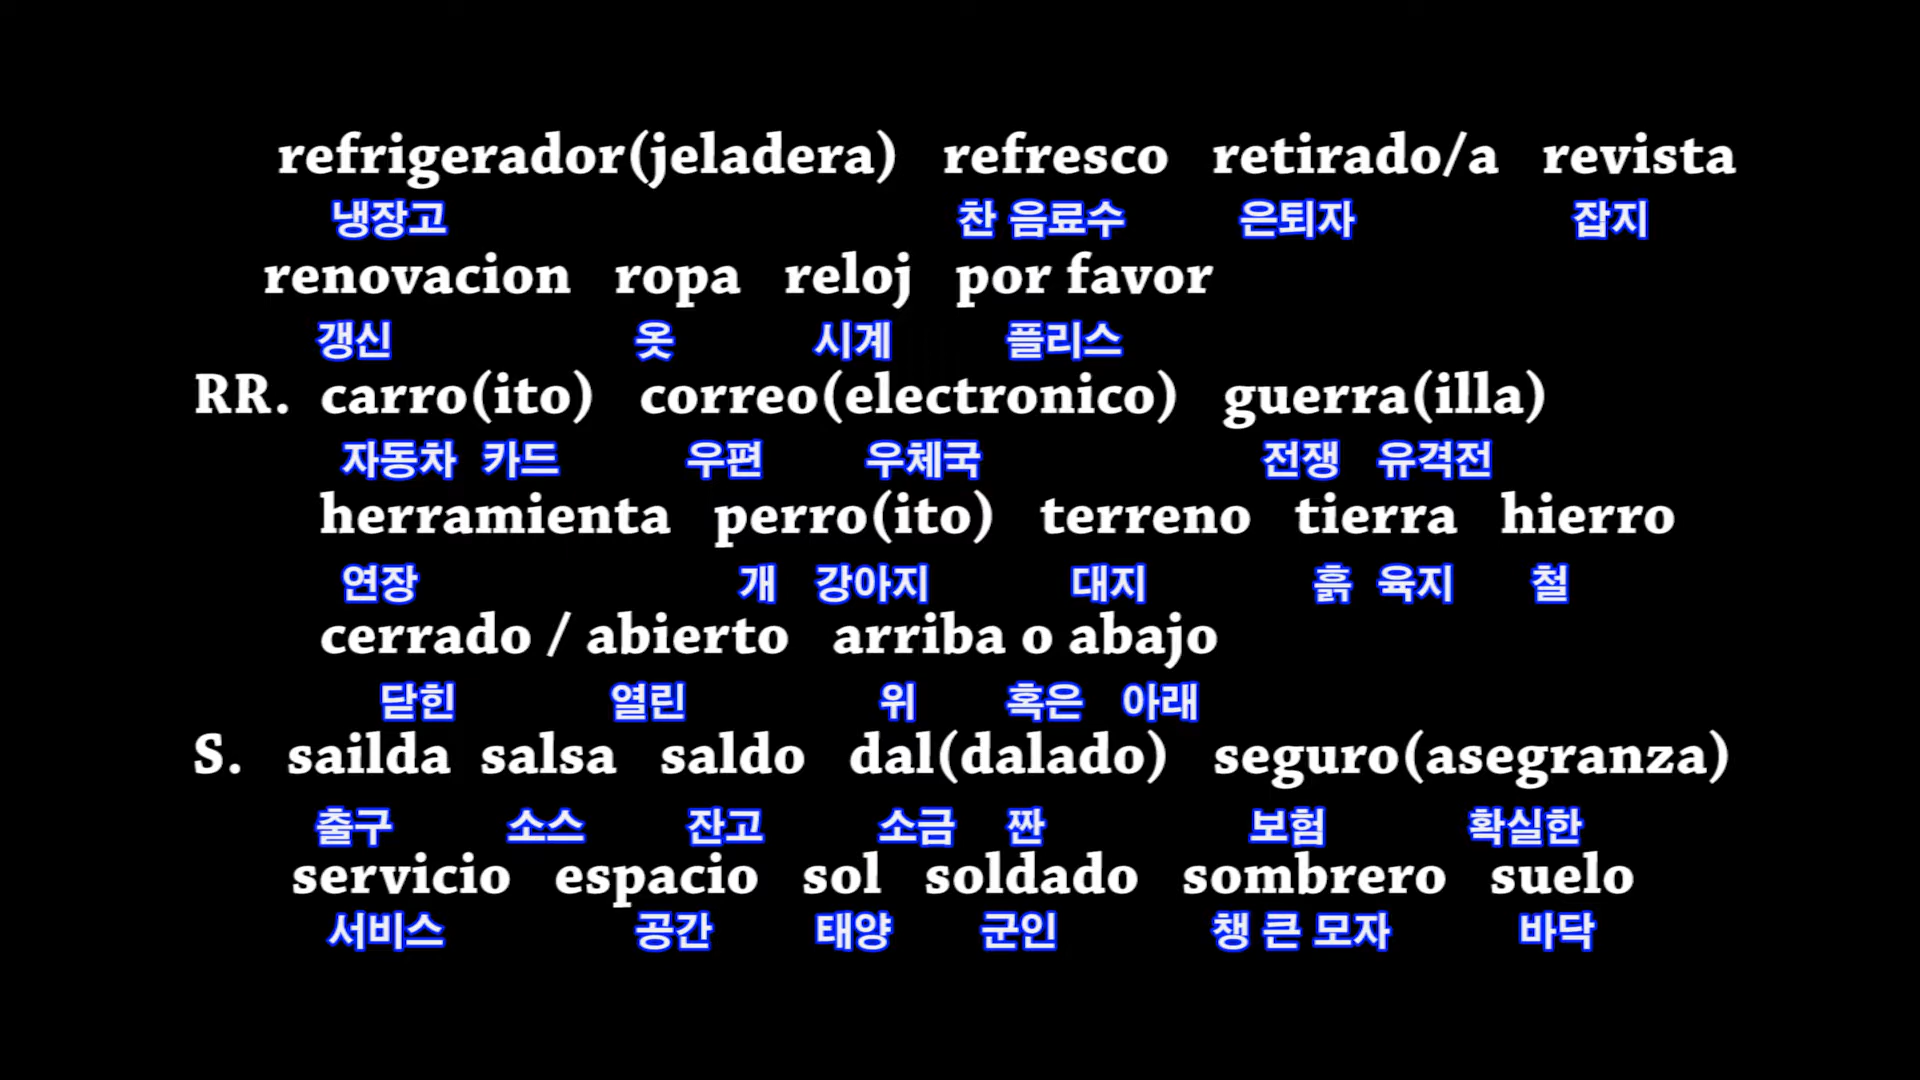 refrigerador(jeladera) refresco retirado/a revista
냉장고 찬 음료수 은퇴자 잡지
renovacion ropa reloj por favor
갱신 옷 시계 플리스
RR. carro(ito) correo(electronico) guerra(illa)
자동차 카드 우편 우체국 전쟁 유격전
herramienta perro(ito) terreno tierra hierro
연장 개 강아지 대지 흙 육지 철
cerrado / abierto arriba o abajo
닫힌 열린 위 혹은 아래
S. sailda salsa saldo dal(dalado) seguro(asegranza)
출구 소스 잔고 소금 짠 보험 확실한
servicio espacio sol soldado sombrero suelo
서비스 공간 태양 군인 챙 큰 모자 바닥